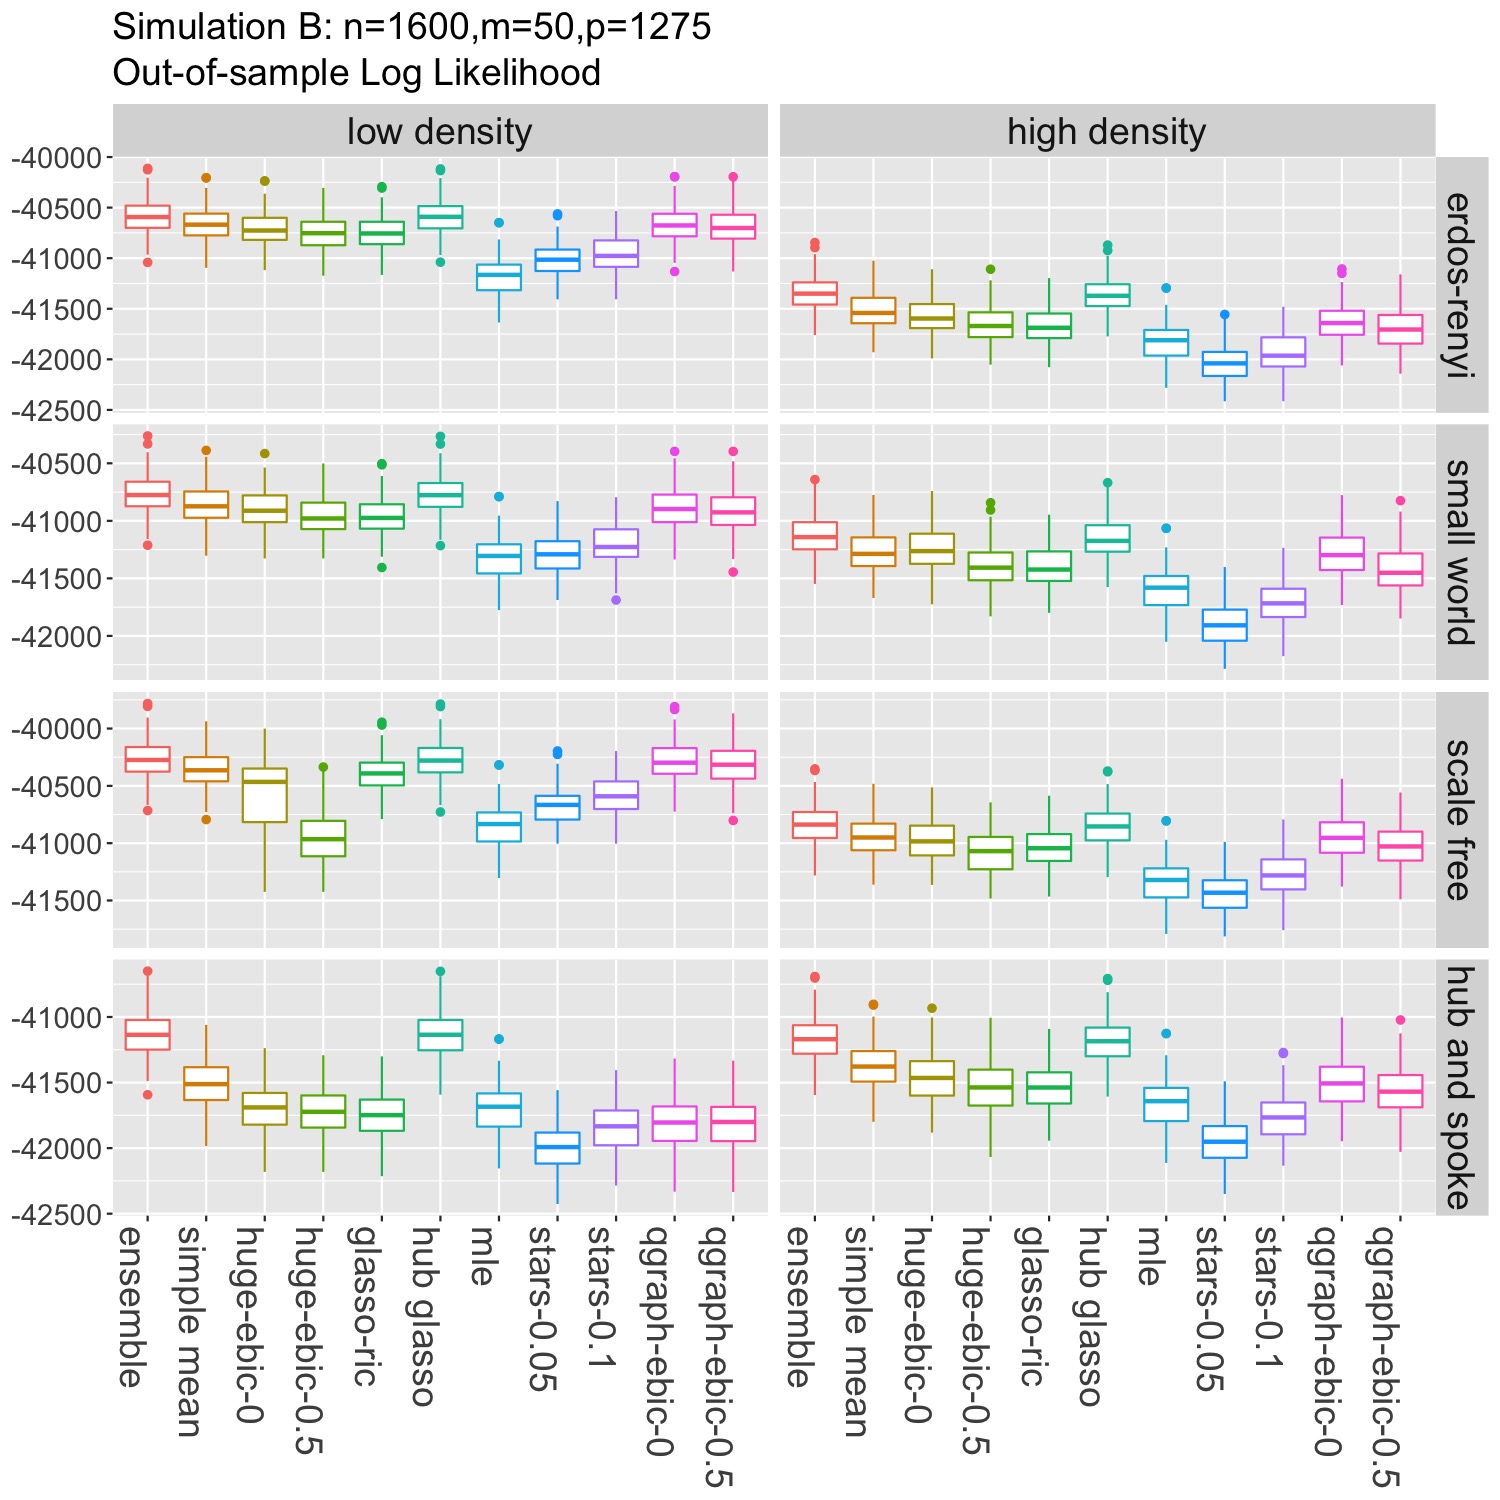 Simulation B: n=1600,m=50,p=1275
Out-of-sample Log Likelihood
low density
high density
-40000
-40500
-41000
-41500
-42000
-42500
erdos-renyi
-40500
-41000
-41500
-42000
small world
-40000
-40500
-41000
-41500
scale free
-41000
-41500
-42000
-42500
hub and spoke
ensemble
simple mean
huge-ebic-0
huge-ebic-0.5
glasso-ric
hub glasso
mle
stars-0.05
stars-0.1
qgraph-ebic-0
qgraph-ebic-0.5
ensemble
simple mean
huge-ebic-0
huge-ebic-0.5
glasso-ric
hub glasso
mle
stars-0.05
stars-0.1
qgraph-ebic-0
qgraph-ebic-0.5